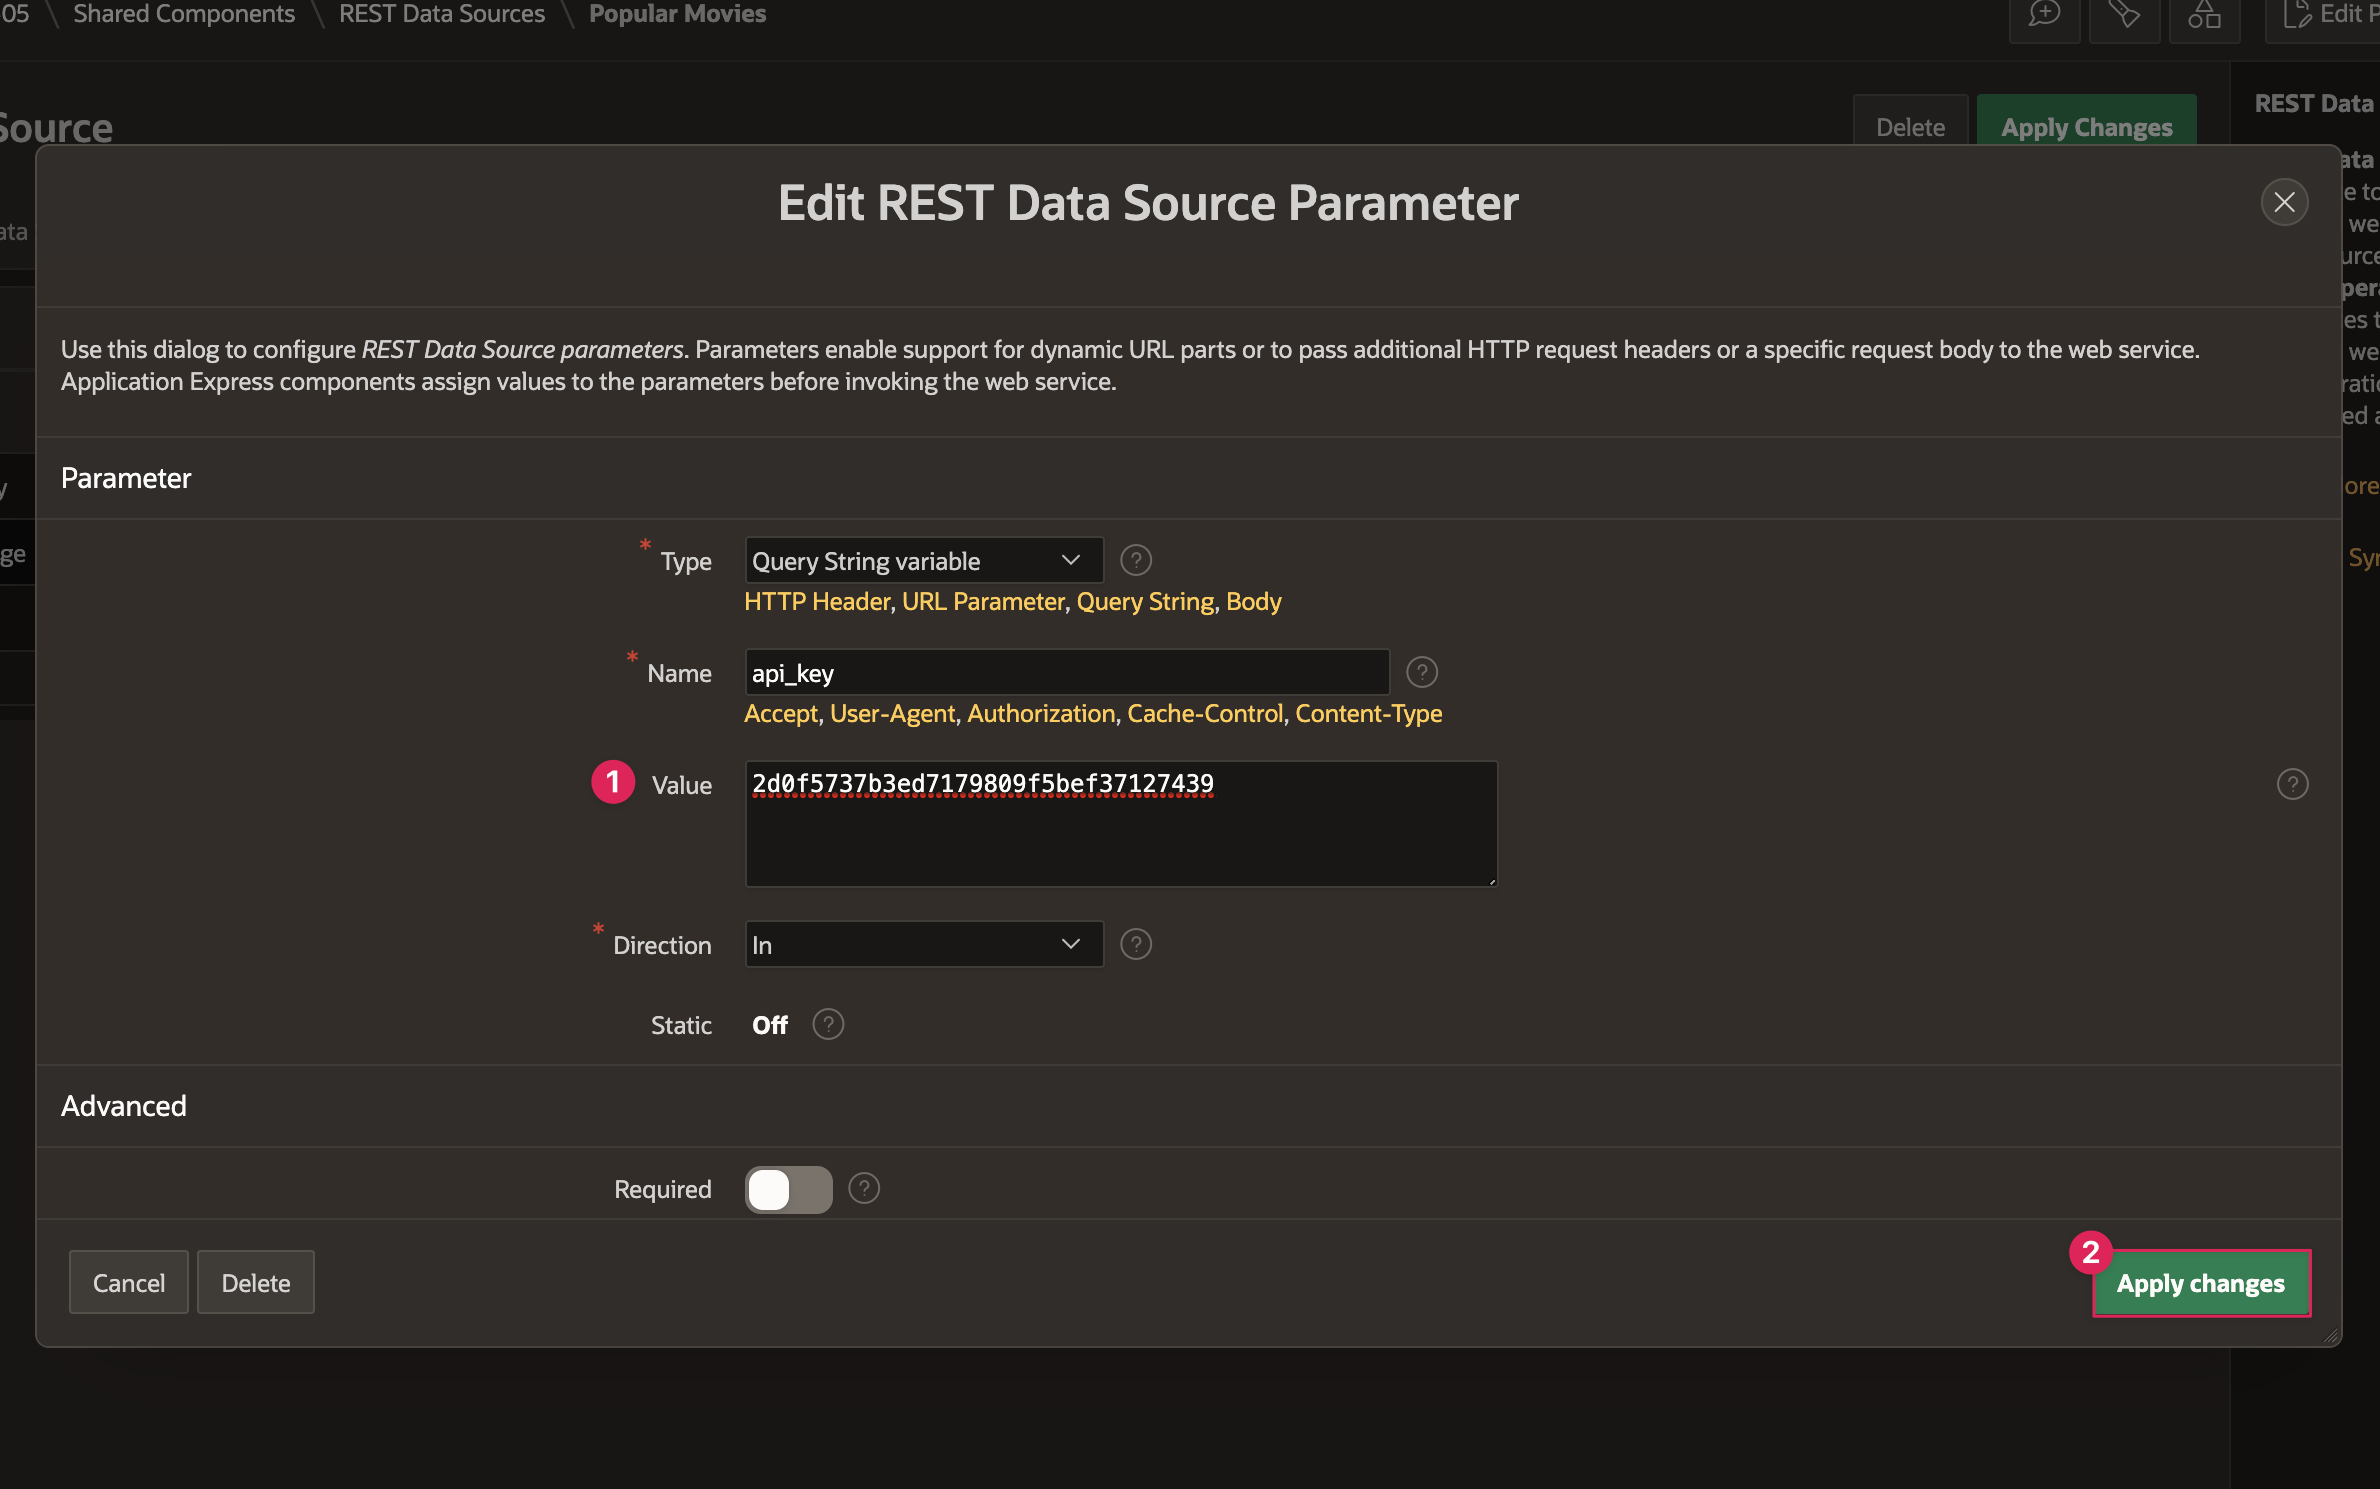 05 \ Shared Components \ REST Data Sources \ Popular Movies
Edit
Source
Delete
Apply Changes
REST Data
Edit REST Data Source Parameter
Use this dialog to configure REST Data Source parameters. Parameters enable support for dynamic URL parts or to pass additional HTTP request headers or a specific request body to the web service.
Application Express components assign values to the parameters before invoking the web service.
Parameter
* Type
Query String variable
?
HTTP Header, URL Parameter, Query String, Body
* Name
api_key
?
Accept, User-Agent, Authorization, Cache-Control, Content-Type
1 Value
2d0f5737b3ed7179809f5bef37127439
?
* Direction
In
?
Static
Off
?
Advanced
Required
?
Cancel
Delete
2
Apply changes